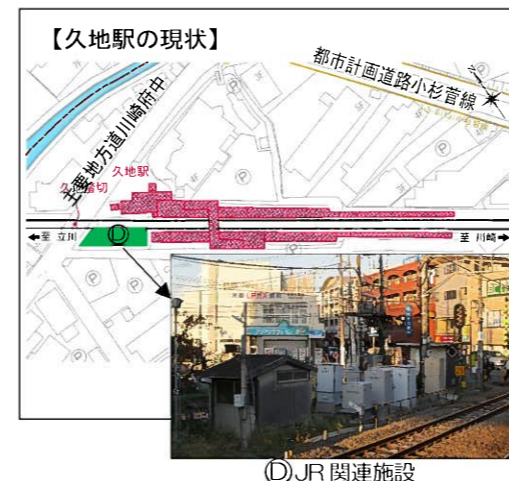 【久地駅の現状】
都市計画道路小杉菅線
主要地方道川崎府中
久地駅
久地踏切
D
←至 立川
至 川崎→
P
P
P
P
P
P
ⒹJR関連施設